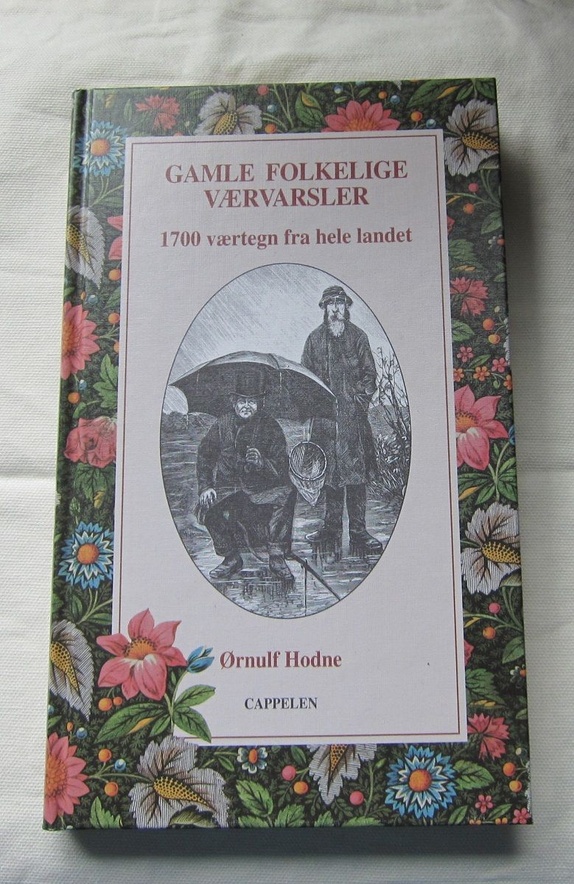 GAMLE FOLKELIGE
VÆRVARSLER
1700 værtegn fra hele landet
Ørnulf Hodne
CAPPELEN